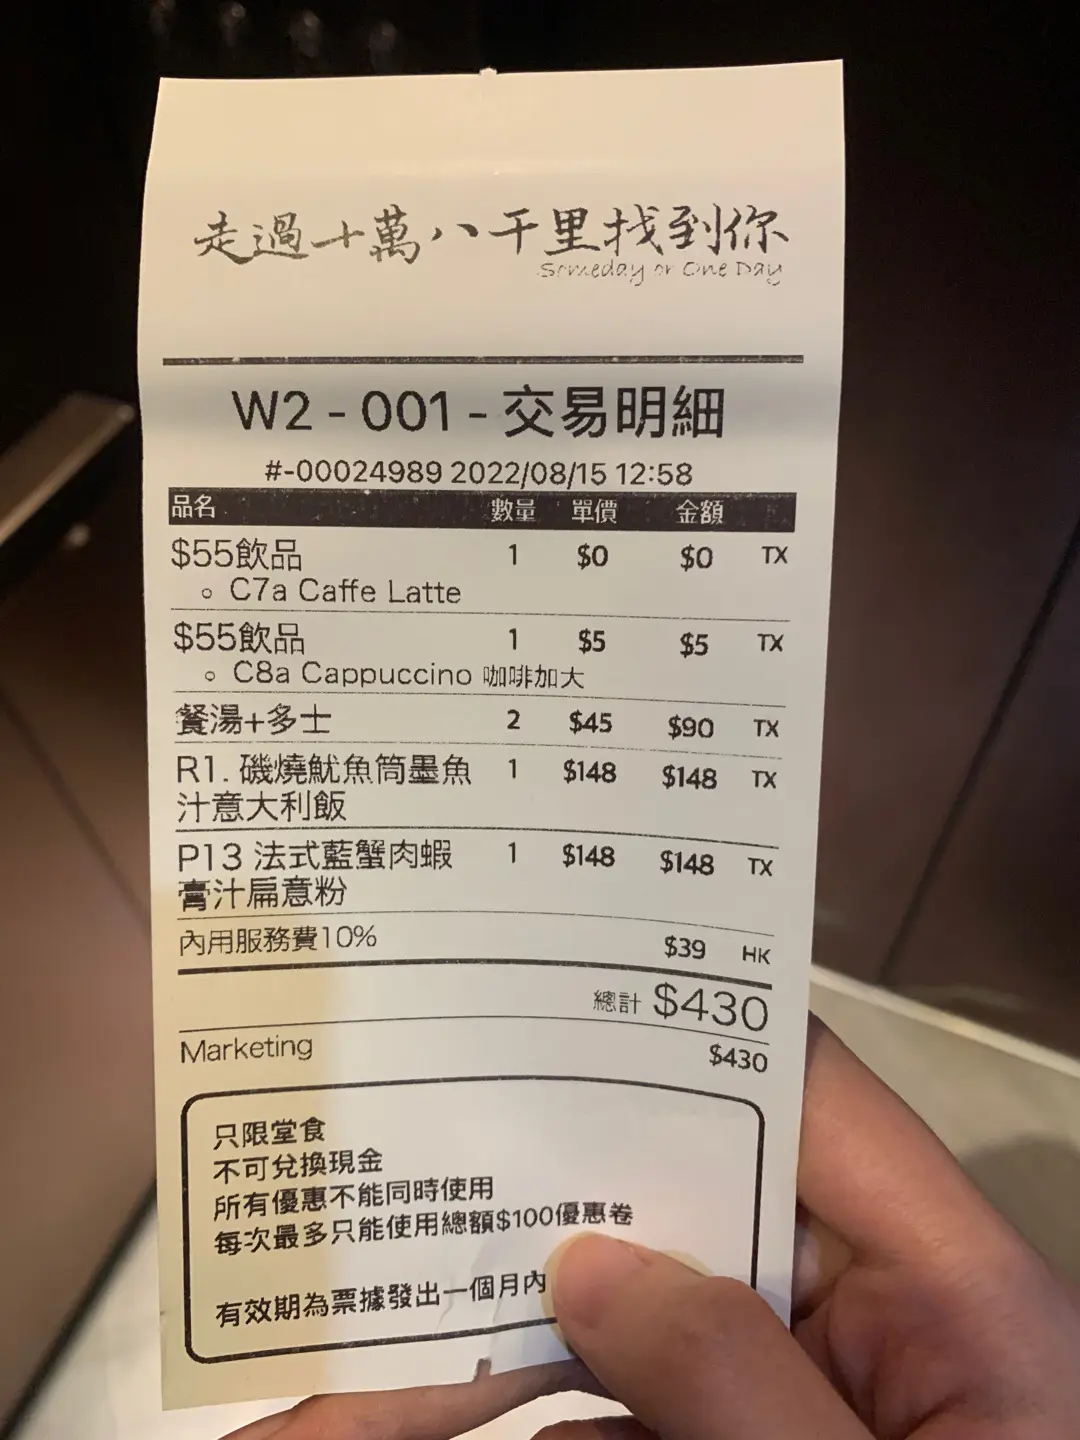 走過十萬八千里找到你
Someday or One Day
W2 - 001 - 交易明細
#-00024989 2022/08/15 12:58
品名 數量 單價 金額
$55飲品 1 $0 $0 TX
○ C7a Caffe Latte
$55飲品 1 $5 $5 TX
○ C8a Cappuccino 咖啡加大
餐湯+多士 2 $45 $90 TX
R1. 磯燒魷魚筒墨魚 1 $148 $148 TX
汁意大利飯
P13 法式藍蟹肉蝦 1 $148 $148 TX
膏汁扁意粉
內用服務費10% $39 HK
總計 $430
Marketing $430
只限堂食
不可兌換現金
所有優惠不能同時使用
每次最多只能使用總額$100優惠卷
有效期為票據發出一個月內